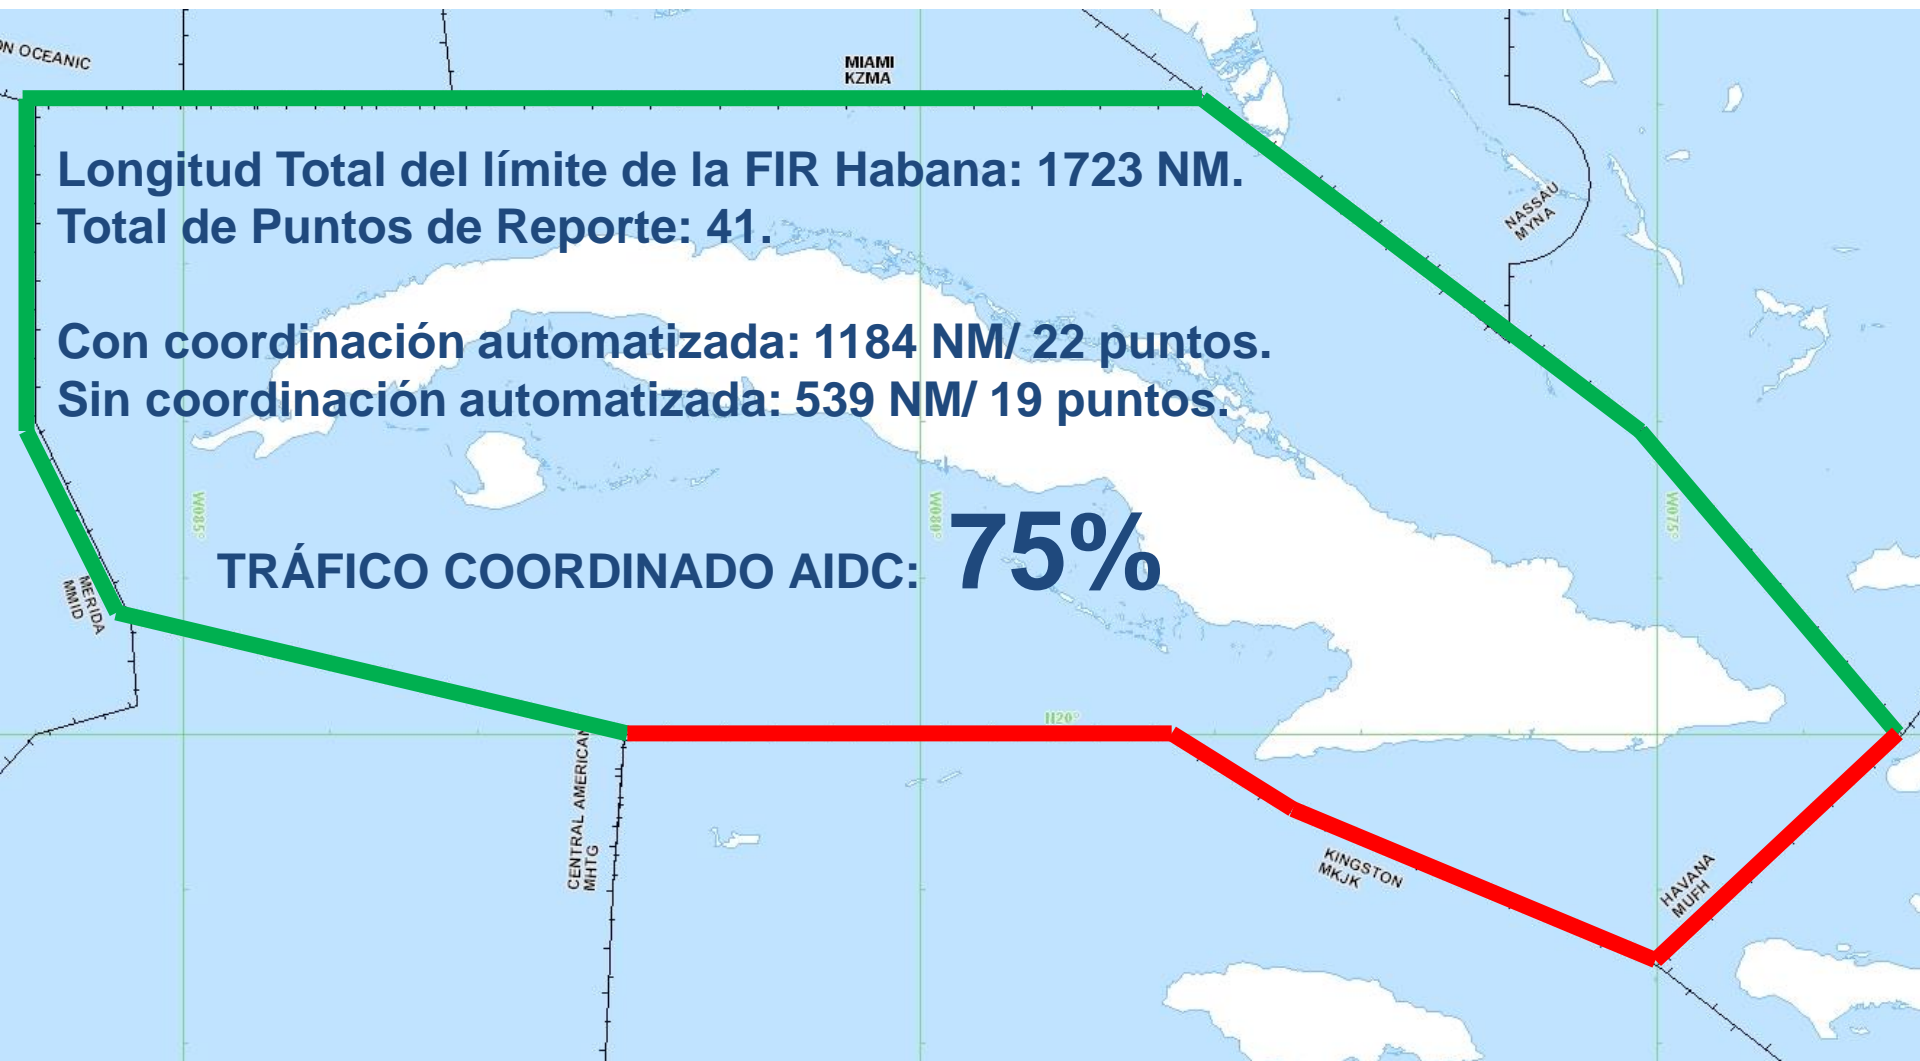 ON OCEANIC
MIAMI
KZMA
Longitud Total del límite de la FIR Habana: 1723 NM.
Total de Puntos de Reporte: 41.
NASSAU
MYNA
Con coordinación automatizada: 1184 NM/ 22 puntos.
Sin coordinación automatizada: 539 NM/ 19 puntos.
W085°
W080°
W075°
TRÁFICO COORDINADO AIDC: 75%
MERIDA
MMID
N20°
CENTRAL AMERICAN
MHTG
KINGSTON
MKJK
HAVANA
MUFH